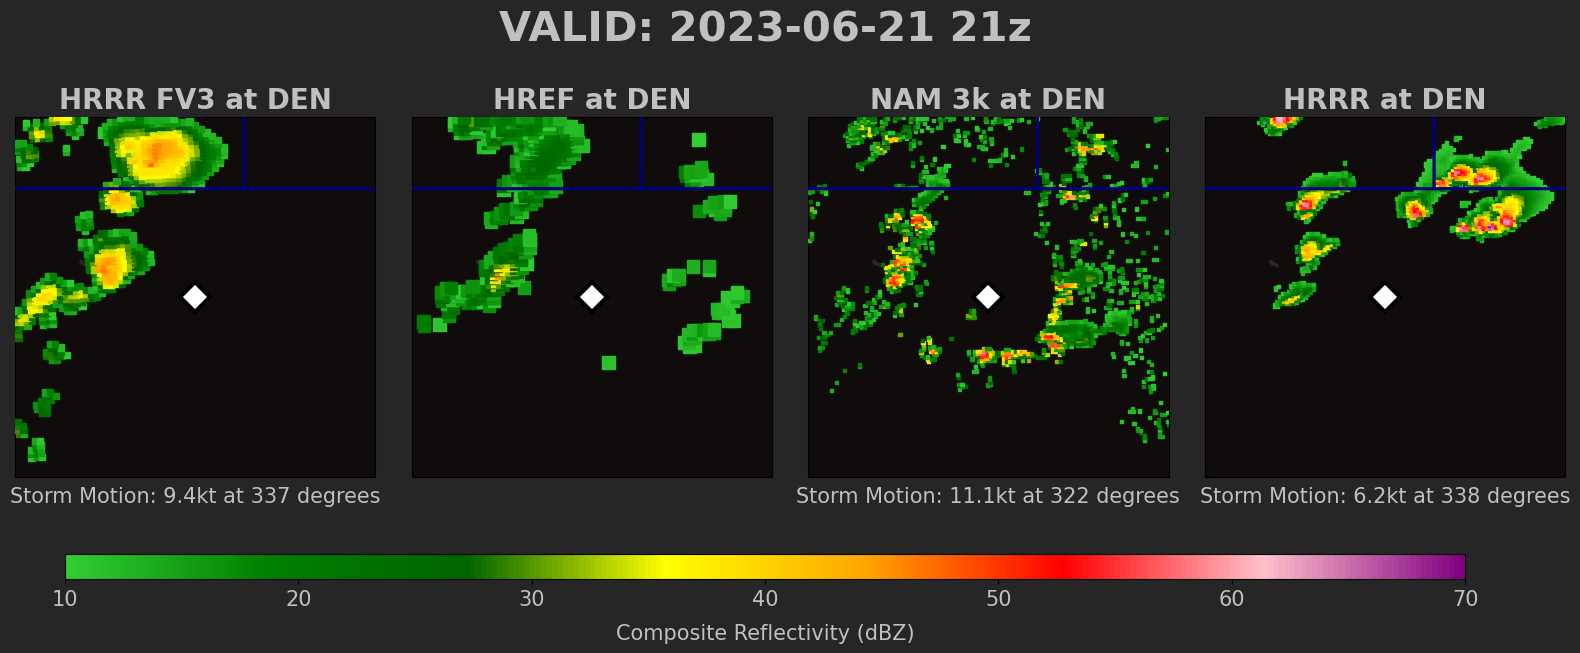 VALID: 2023-06-21 21z
HRRR FV3 at DEN
HREF at DEN
NAM 3k at DEN
HRRR at DEN
Storm Motion: 9.4kt at 337 degrees
Storm Motion: 11.1kt at 322 degrees
Storm Motion: 6.2kt at 338 degrees
10 20 30 40 50 60 70
Composite Reflectivity (dBZ)